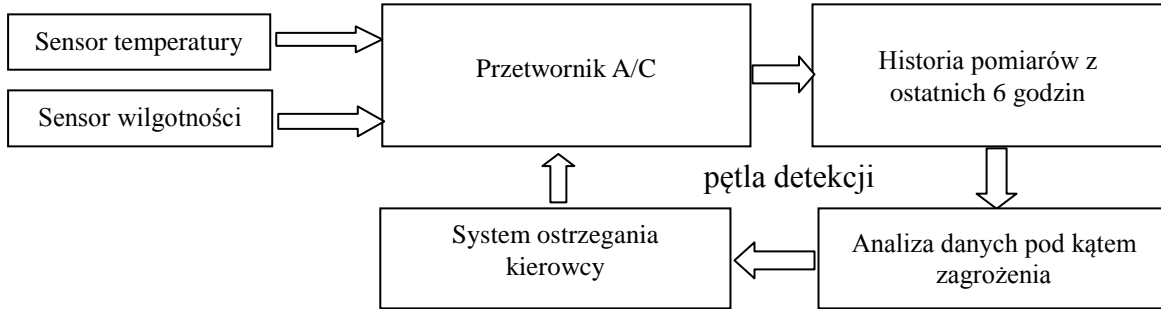 Sensor temperatury
Przetwornik A/C
Historia pomiarów z
ostatnich 6 godzin
Sensor wilgotności
pętla detekcji
System ostrzegania
kierowcy
Analiza danych pod kątem
zagrożenia